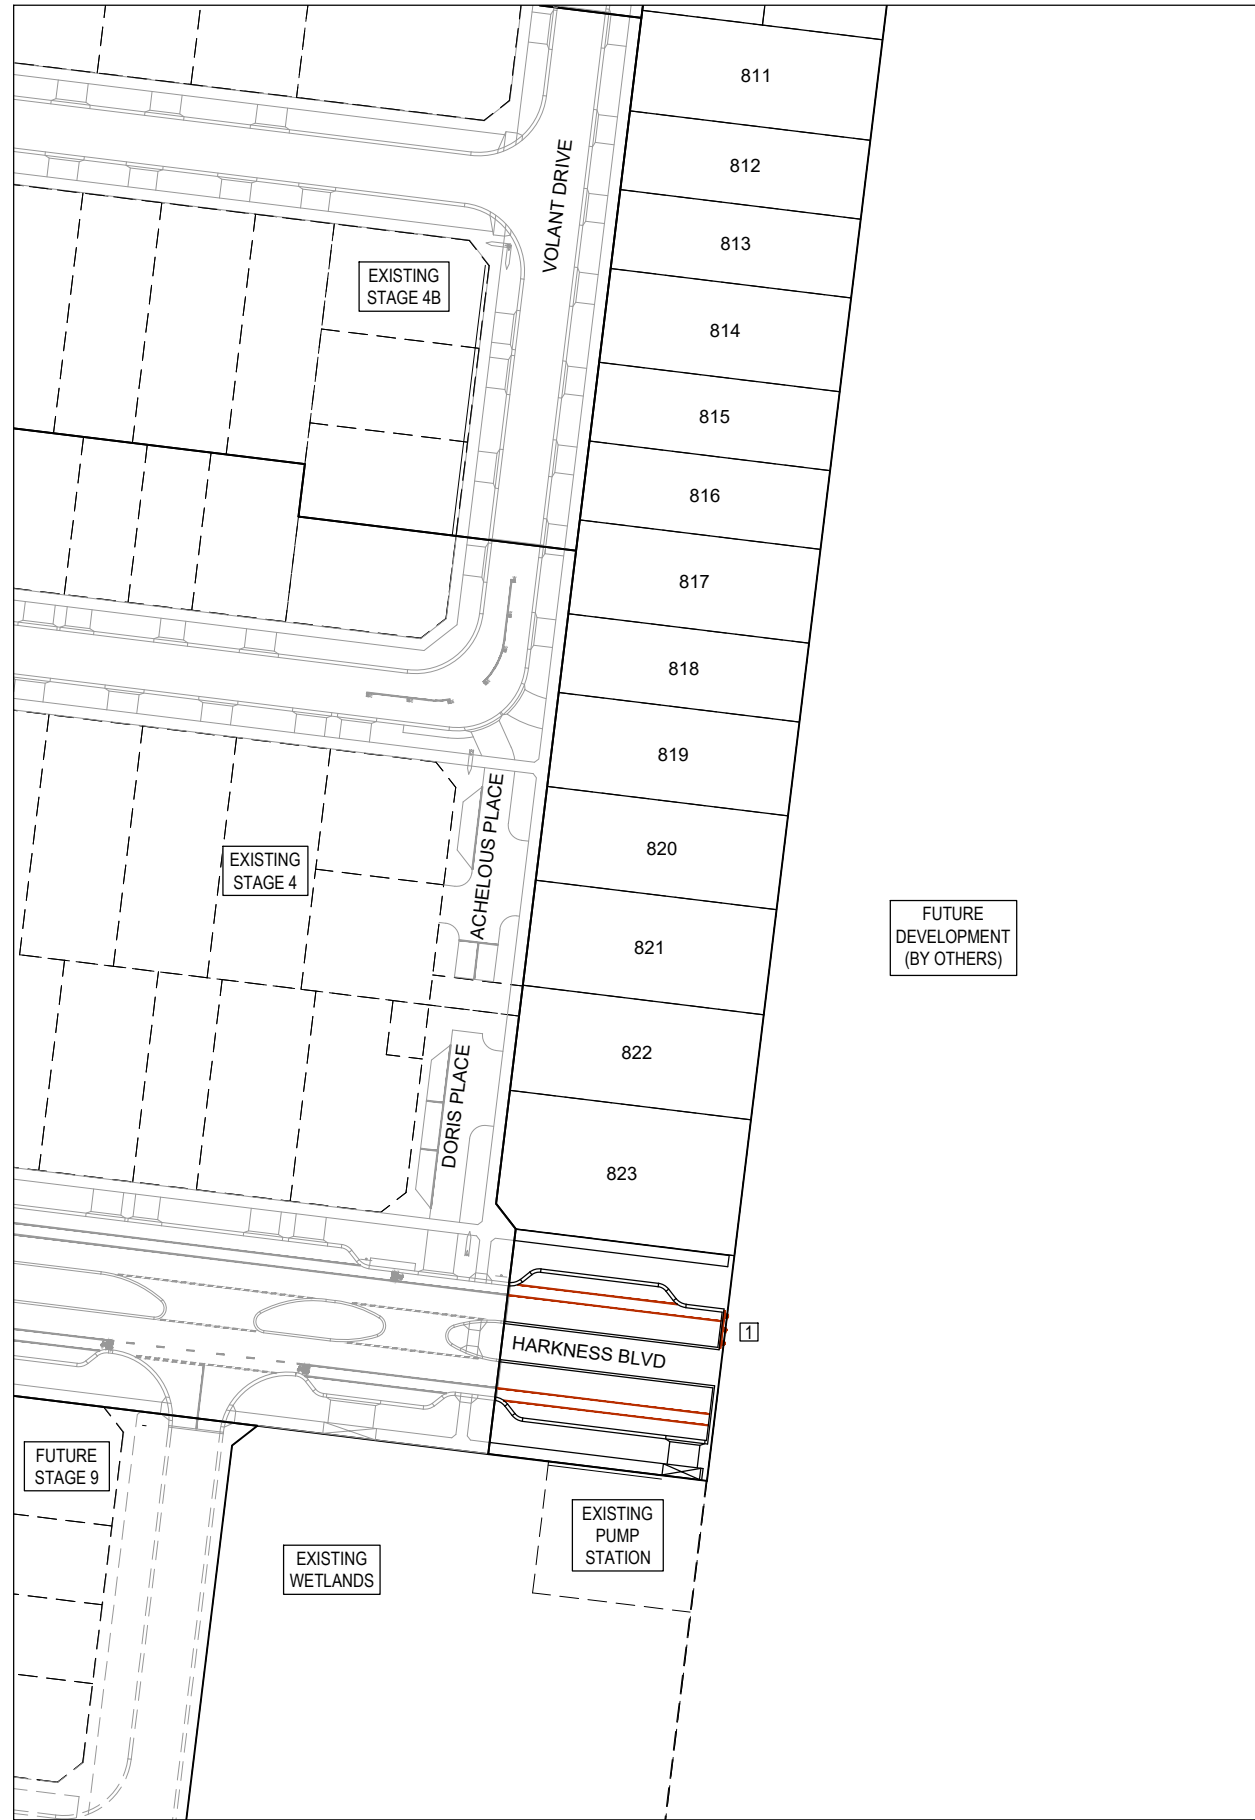 811
812
VOLANT DRIVE
813
EXISTING
STAGE 4B
814
815
816
817
818
819
ACHELOUS PLACE
820
EXISTING
STAGE 4
821
FUTURE
DEVELOPMENT
(BY OTHERS)
822
DORIS PLACE
823
1
HARKNESS BLVD
FUTURE
STAGE 9
EXISTING
PUMP
STATION
EXISTING
WETLANDS